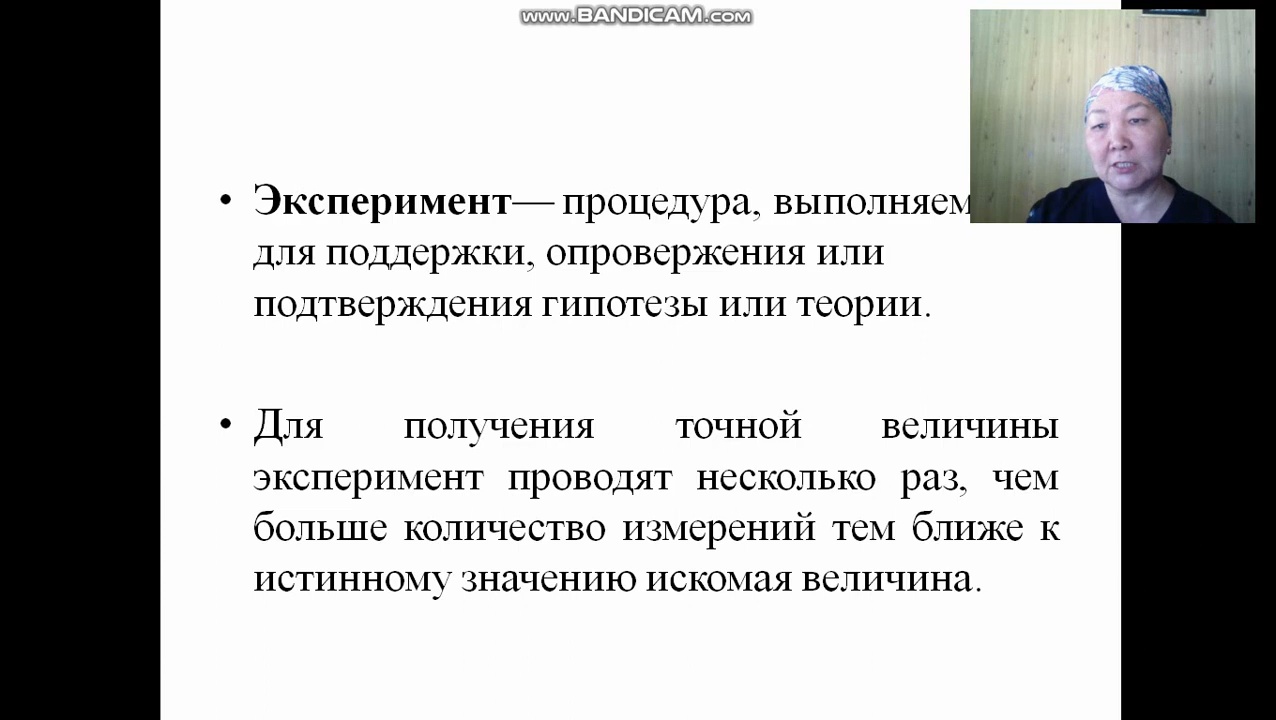 www.BANDICAM.com
• Эксперимент— процедура, выполняем
для поддержки, опровержения или
подтверждения гипотезы или теории.
• Для получения точной величины
эксперимент проводят несколько раз, чем
больше количество измерений тем ближе к
истинному значению искомая величина.